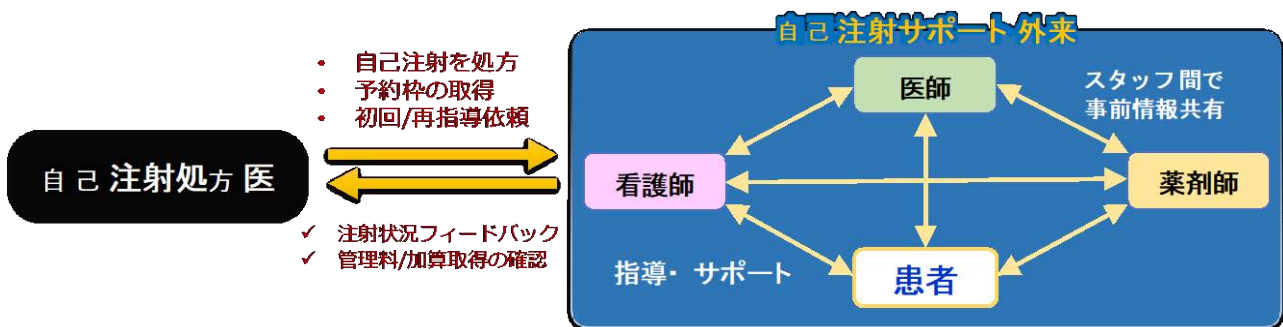 自己注射サポート外来
• 自己注射を処方
• 予約枠の取得
• 初回/再指導依頼
自己注射処方医
✓ 注射状況フィードバック
✓ 管理料/加算取得の確認
医師
スタッフ間で
事前情報共有
看護師
薬剤師
指導・サポート
患者